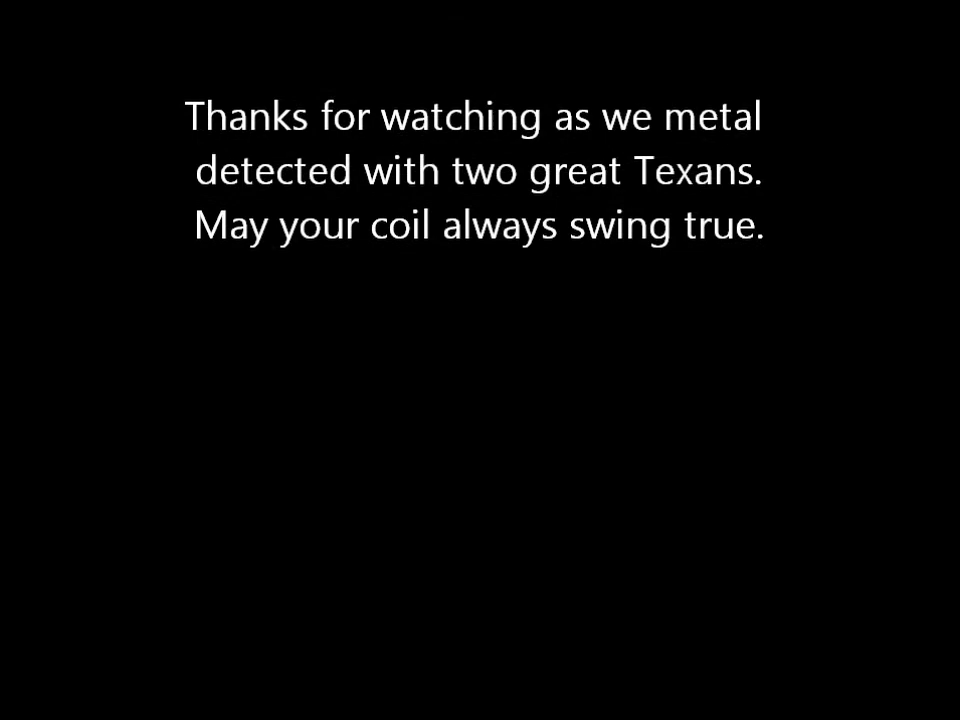 Thanks for watching as we metal
detected with two great Texans.
May your coil always swing true.